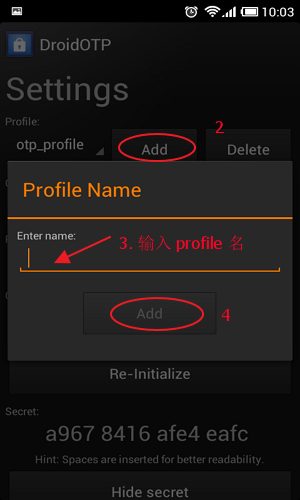 10:03
DroidOTP
Settings
Profile:
2
otp_profile Add Delete
Profile Name
Enter name:
3. 输入 profile 名
Add
4
Re-Initialize
Secret:
a967 8416 afe4 eafc
Hint: Spaces are inserted for better readability.
Hide secret